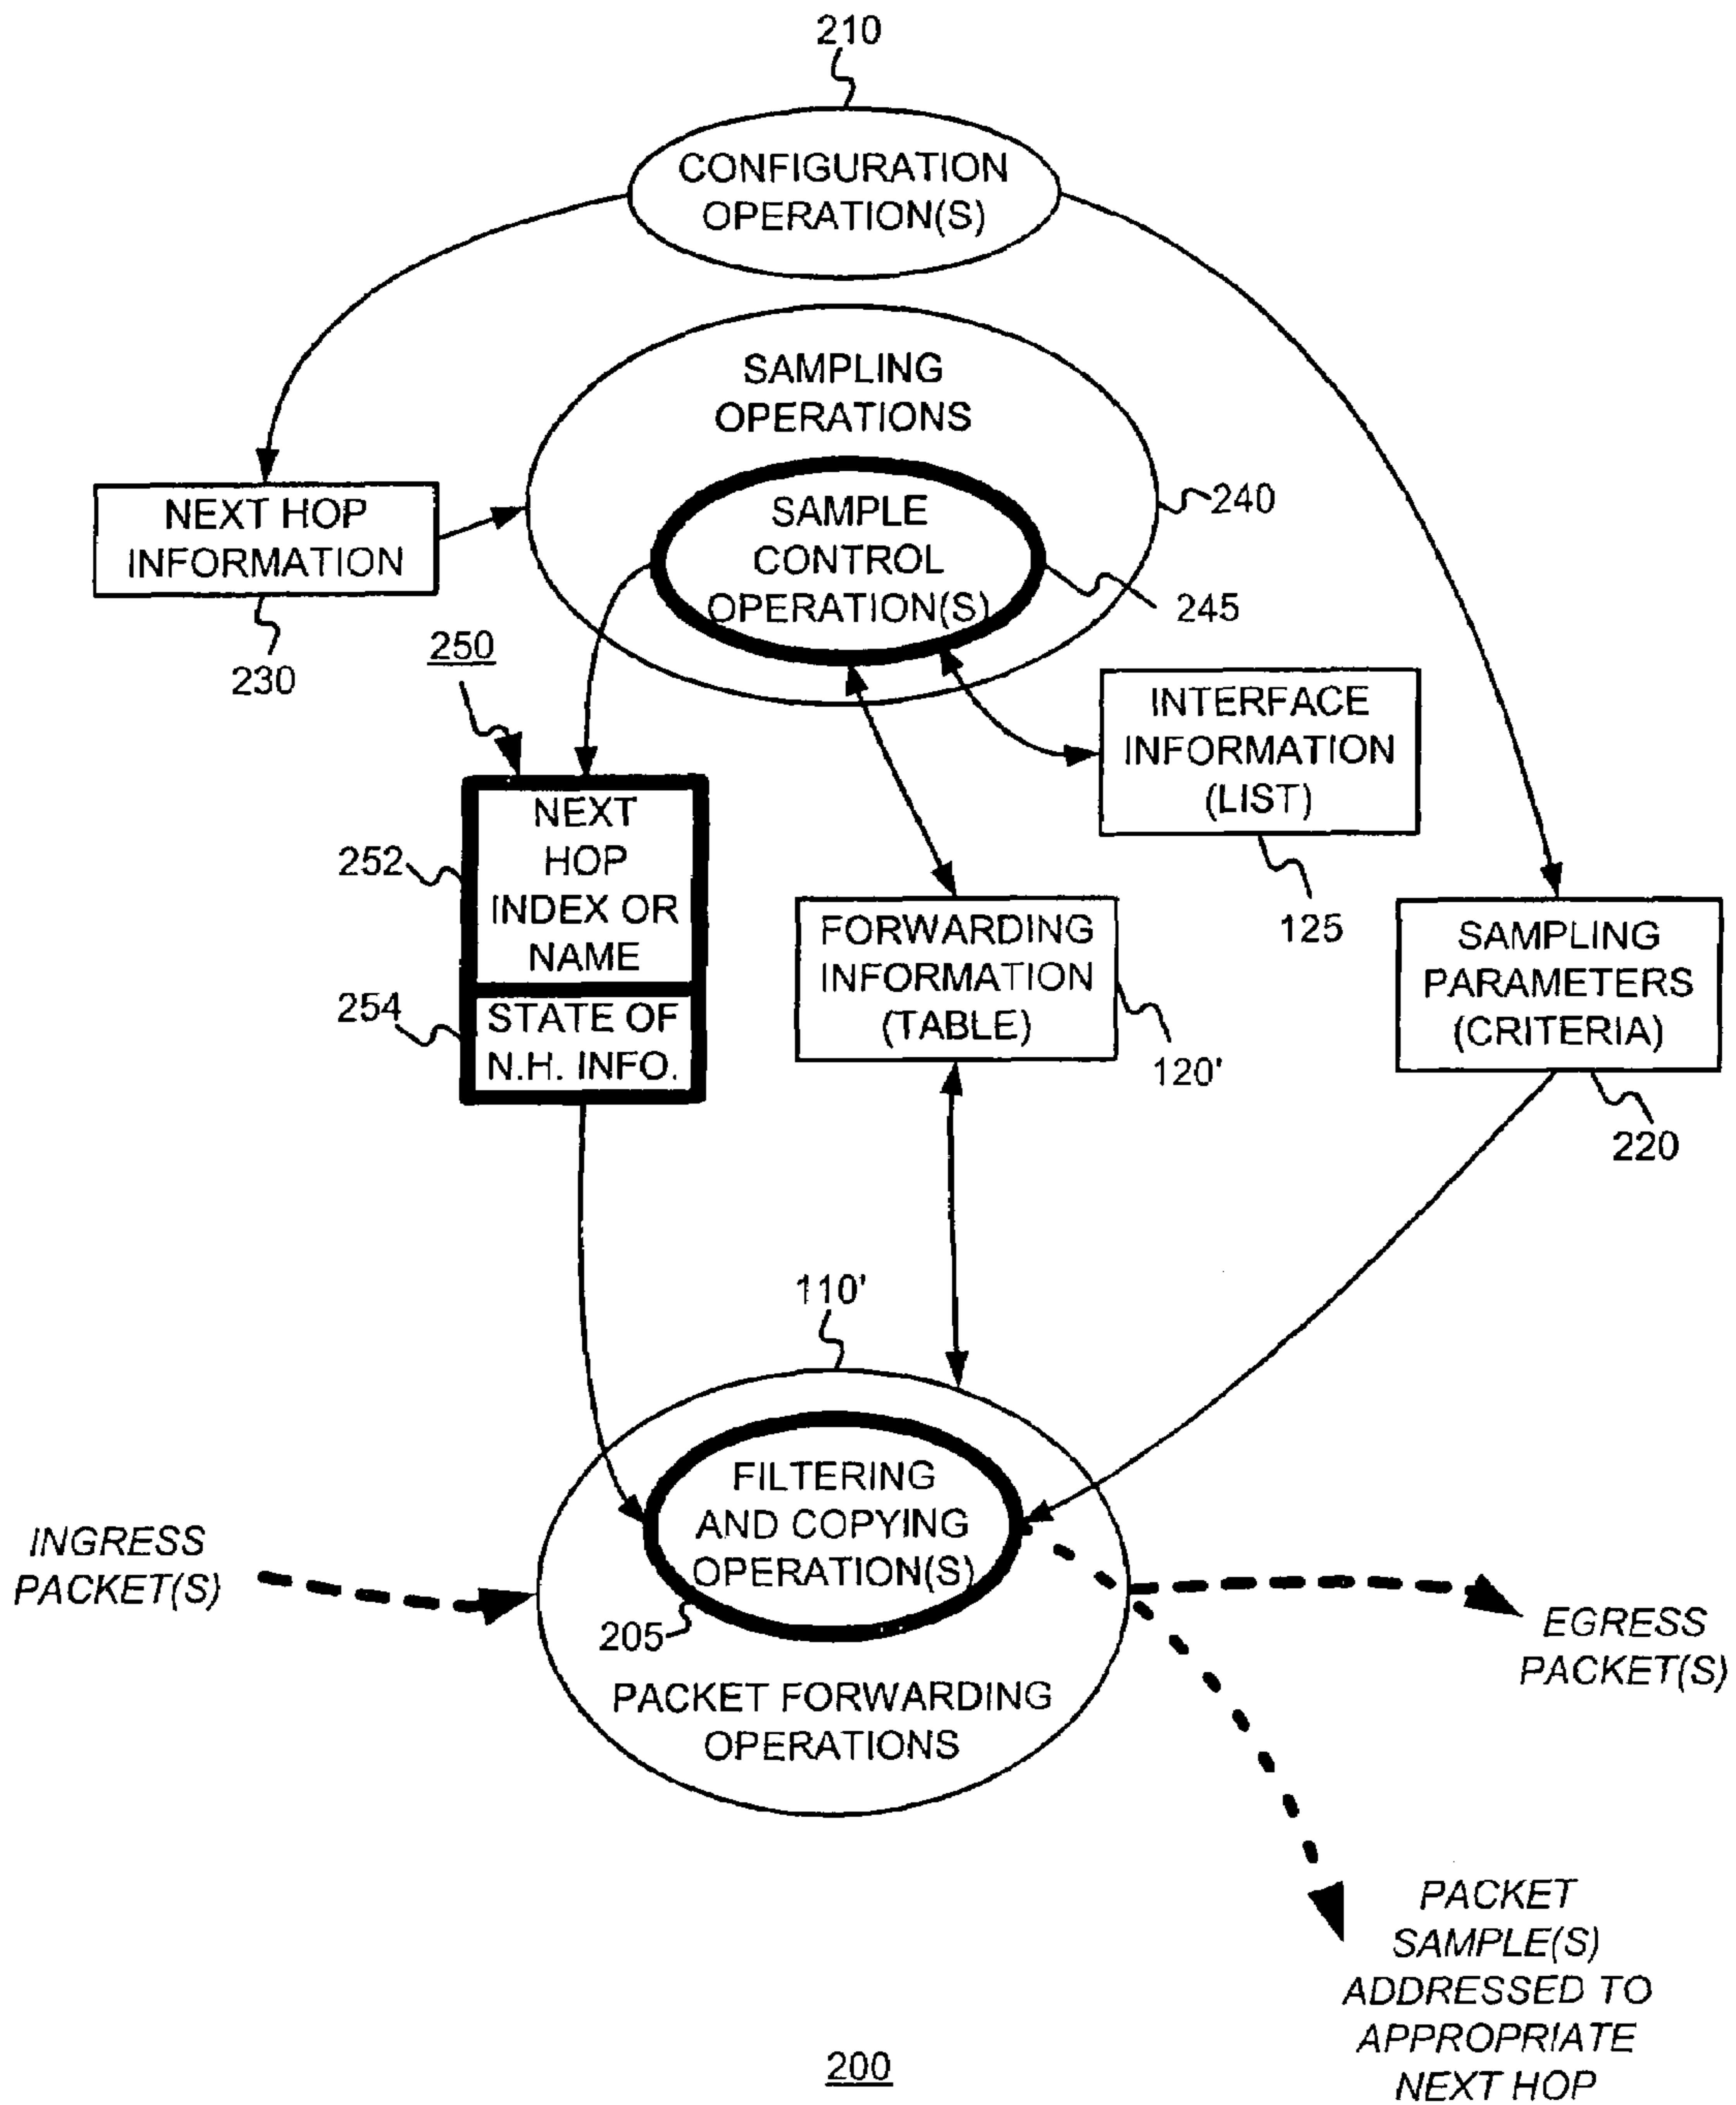 210
CONFIGURATION
OPERATION(S)
SAMPLING
OPERATIONS
240
SAMPLE
CONTROL
OPERATION(S)
245
NEXT HOP
INFORMATION
230
250
INTERFACE
INFORMATION
(LIST)
125
252
NEXT
HOP
INDEX OR
NAME
254
STATE OF
N.H. INFO.
FORWARDING
INFORMATION
(TABLE)
120'
SAMPLING
PARAMETERS
(CRITERIA)
220
110'
FILTERING
AND COPYING
OPERATION(S)
205
PACKET FORWARDING
OPERATIONS
INGRESS
PACKET(S)
EGRESS
PACKET(S)
PACKET
SAMPLE(S)
ADDRESSED TO
APPROPRIATE
NEXT HOP
200